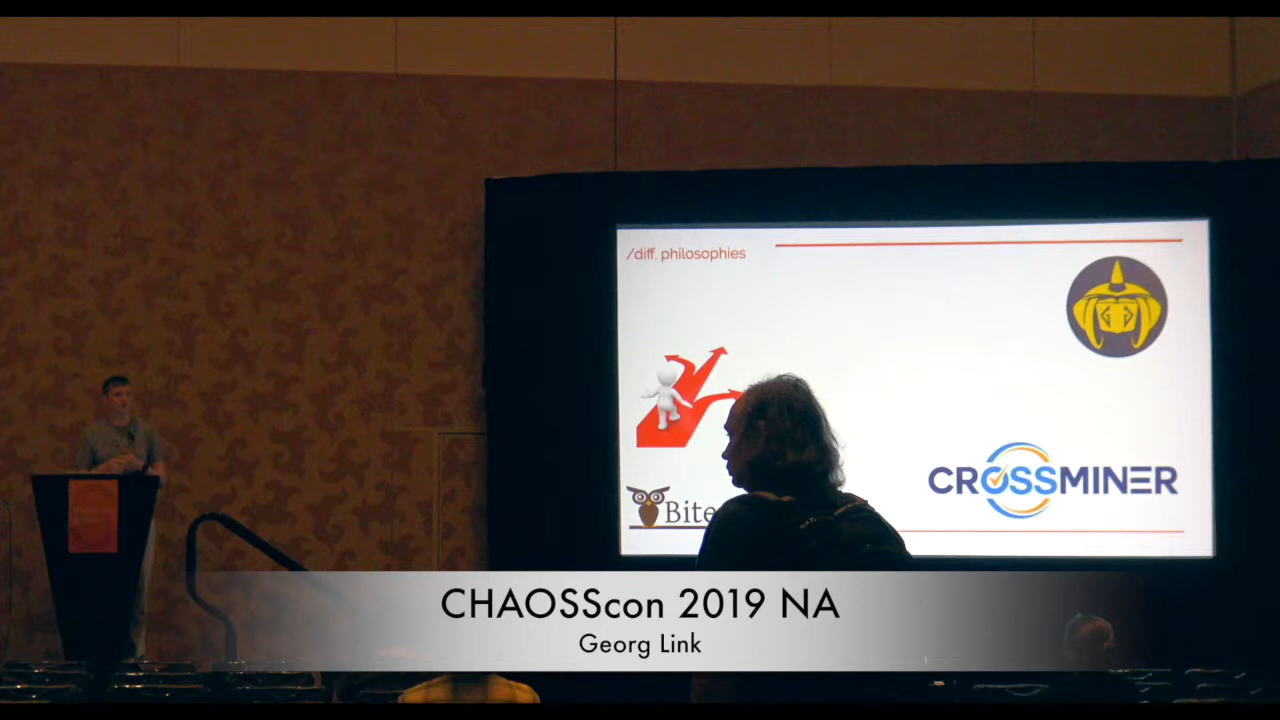 /diff. philosophies
CROSSMINER
Bite
CHAOSScon 2019 NA
Georg Link